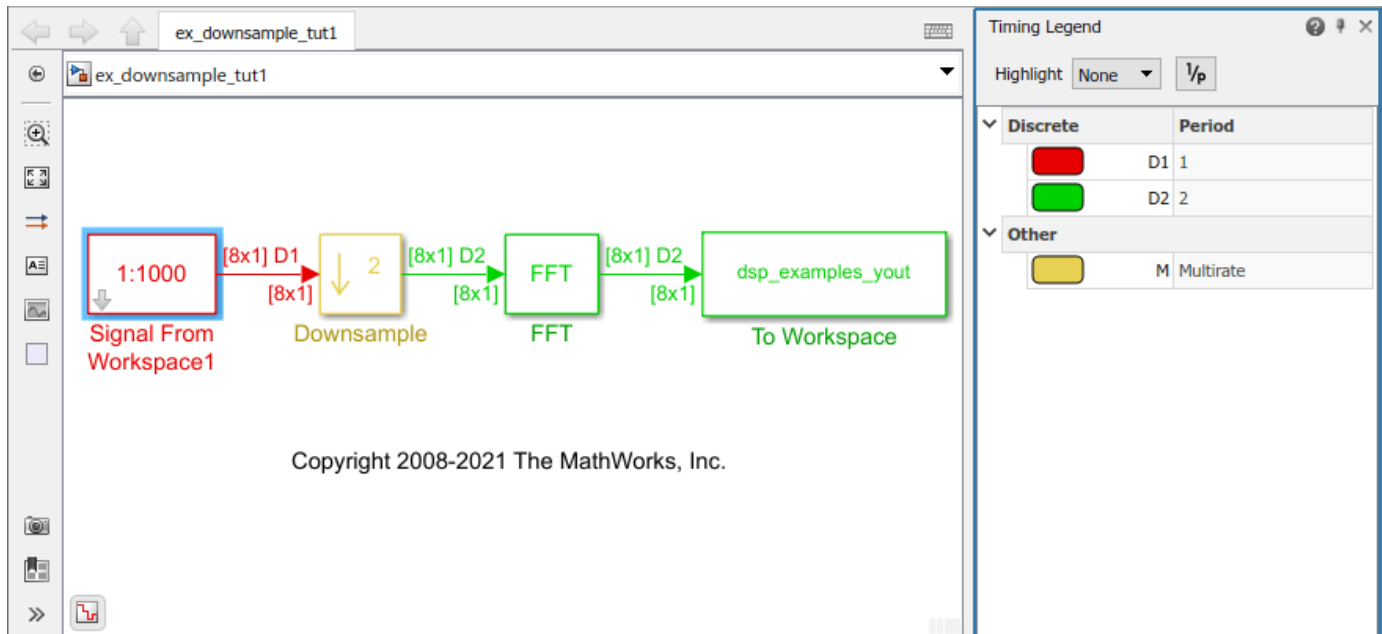 ex_downsample_tut1
ex_downsample_tut1
1:1000
Signal From
Workspace1
[8x1] D1
[8x1]
2
Downsample
[8x1] D2
[8x1]
FFT
FFT
[8x1] D2
[8x1]
dsp_examples_yout
To Workspace
Copyright 2008-2021 The MathWorks, Inc.
Timing Legend
Highlight None 1/p
Discrete Period
D1 1
D2 2
Other
M Multirate